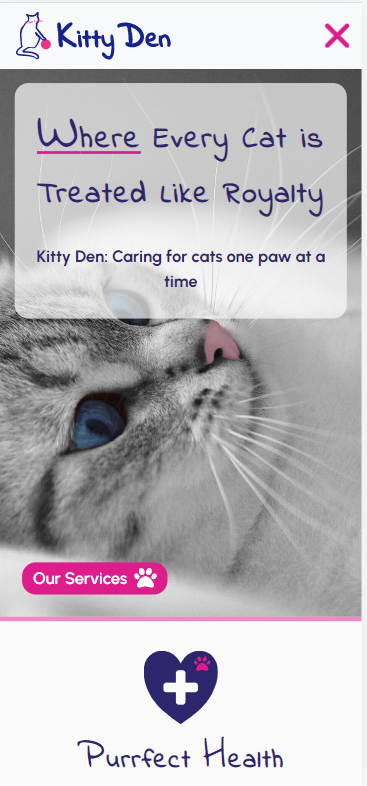 Kitty Den
Where Every Cat is
Treated Like Royalty
Kitty Den: Caring for cats one paw at a
time
Our Services
Purrfect Health